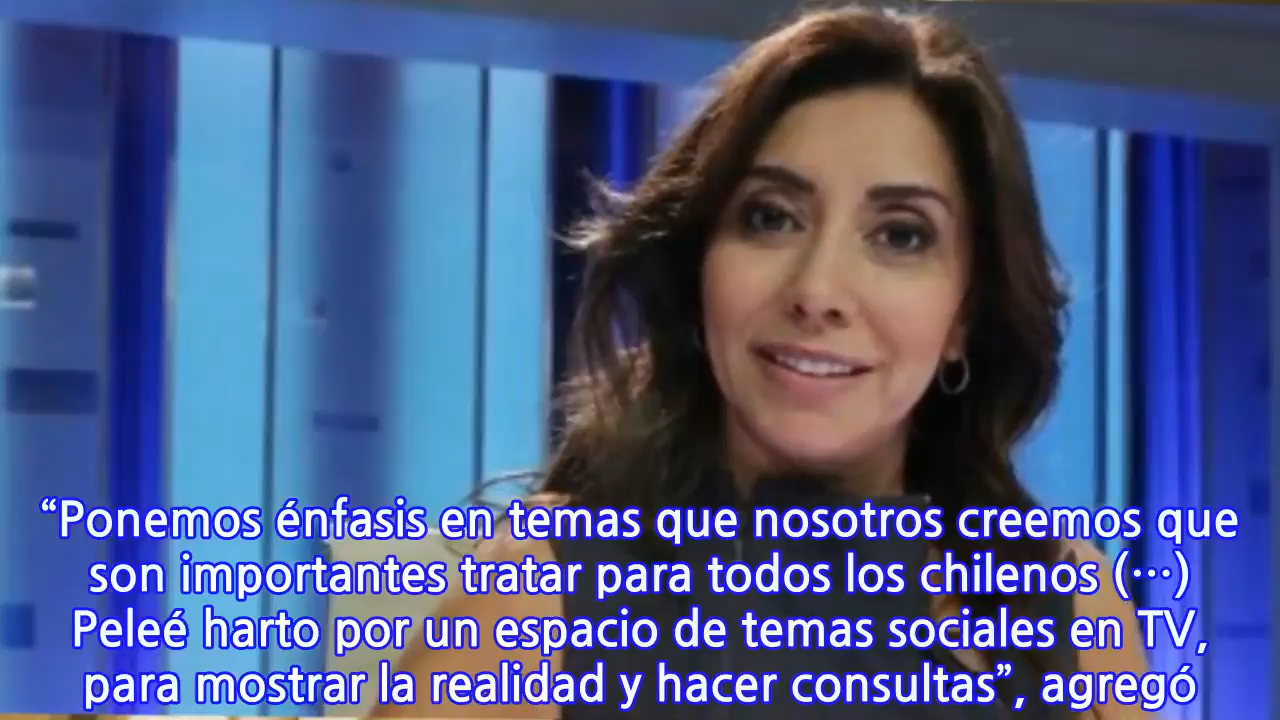 “Ponemos énfasis en temas que nosotros creemos que
son importantes tratar para todos los chilenos (⋯)
Peleé harto por un espacio de temas sociales en TV,
para mostrar la realidad y hacer consultas”, agregó